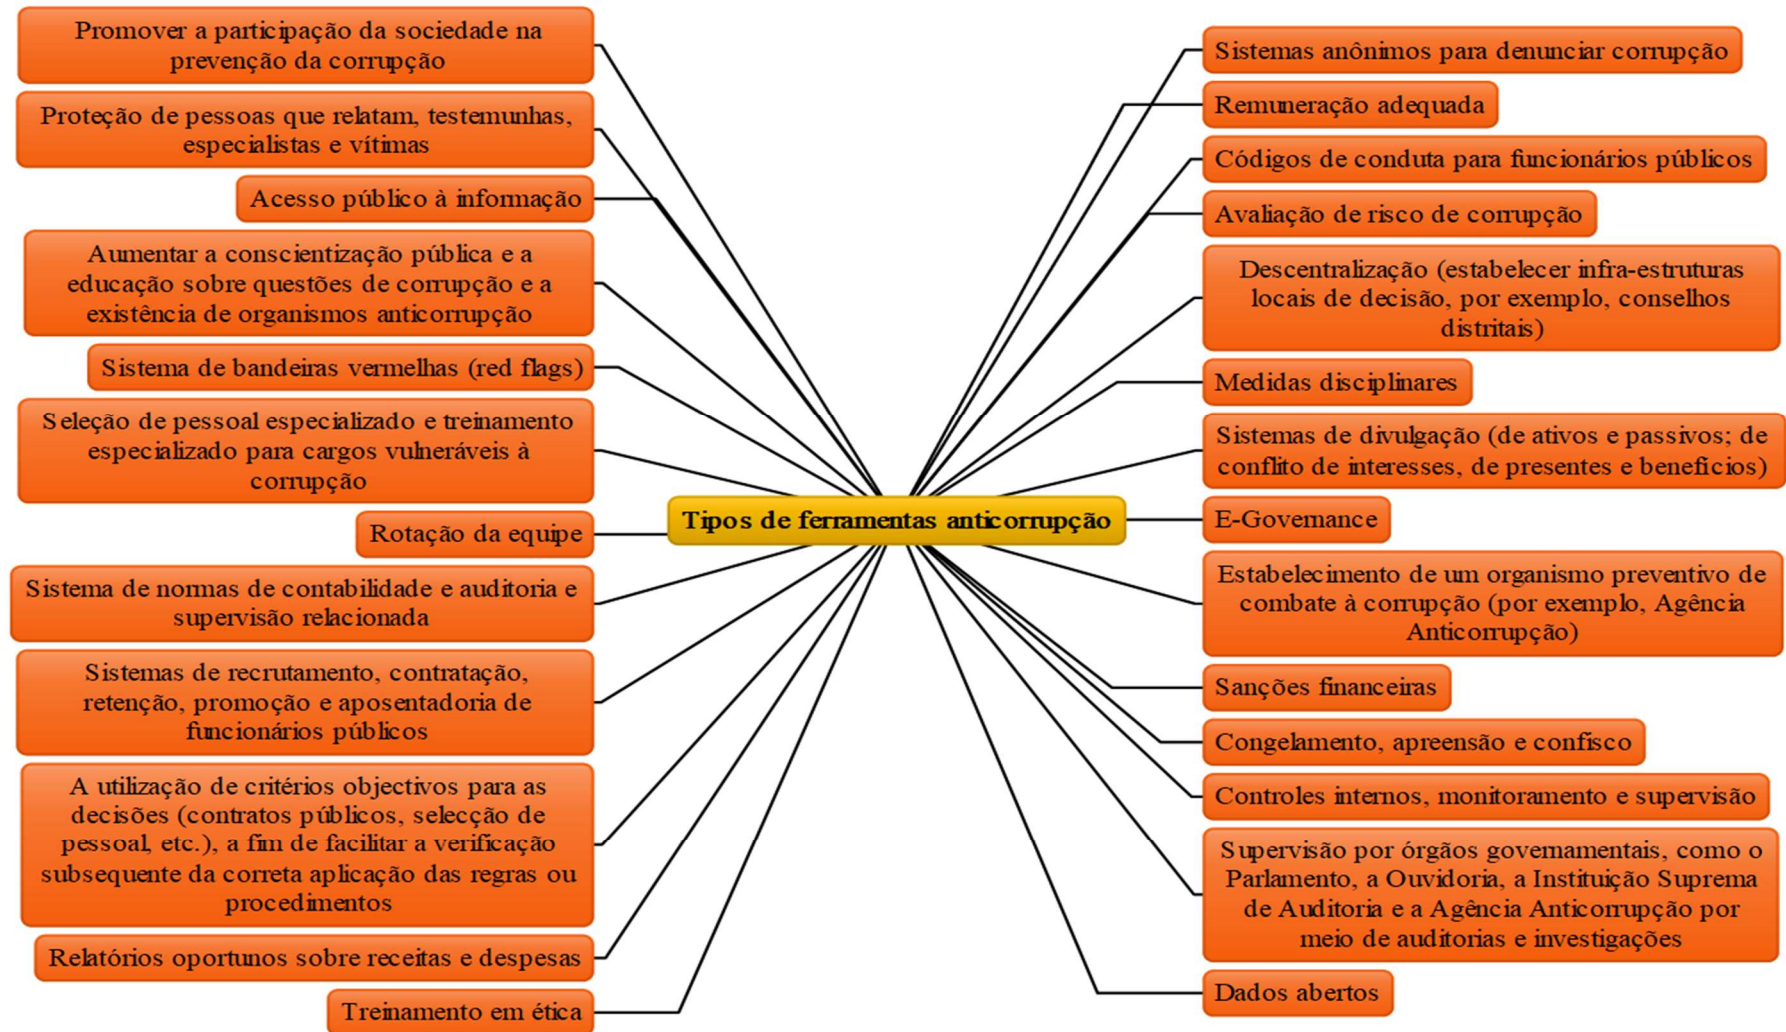 Promover a participação da sociedade na
prevenção da corrupção
Proteção de pessoas que relatam, testemunhas,
especialistas e vítimas
Acesso público à informação
Aumentar a conscientização pública e a
educação sobre questões de corrupção e a
existência de organismos anticorrupção
Sistema de bandeiras vermelhas (red flags)
Seleção de pessoal especializado e treinamento
especializado para cargos vulneráveis à
corrupção
Rotação da equipe
Sistema de normas de contabilidade e auditoria e
supervisão relacionada
Sistemas de recrutamento, contratação,
retenção, promoção e aposentadoria de
funcionários públicos
A utilização de critérios objectivos para as
decisões (contratos públicos, selecção de
pessoal, etc.), a fim de facilitar a verificação
subsequente da correta aplicação das regras ou
procedimentos
Relatórios oportunos sobre receitas e despesas
Treinamento em ética
Tipos de ferramentas anticorrupção
Sistemas anônimos para denunciar corrupção
Remuneração adequada
Códigos de conduta para funcionários públicos
Avaliação de risco de corrupção
Descentralização (estabelecer infra-estruturas
locais de decisão, por exemplo, conselhos
distritais)
Medidas disciplinares
Sistemas de divulgação (de ativos e passivos; de
conflito de interesses, de presentes e benefícios)
E-Governance
Estabelecimento de um organismo preventivo de
combate à corrupção (por exemplo, Agência
Anticorrupção)
Sanções financeiras
Congelamento, apreensão e confisco
Controles internos, monitoramento e supervisão
Supervisão por órgãos governamentais, como o
Parlamento, a Ouvidoria, a Instituição Suprema
de Auditoria e a Agência Anticorrupção por
meio de auditorias e investigações
Dados abertos